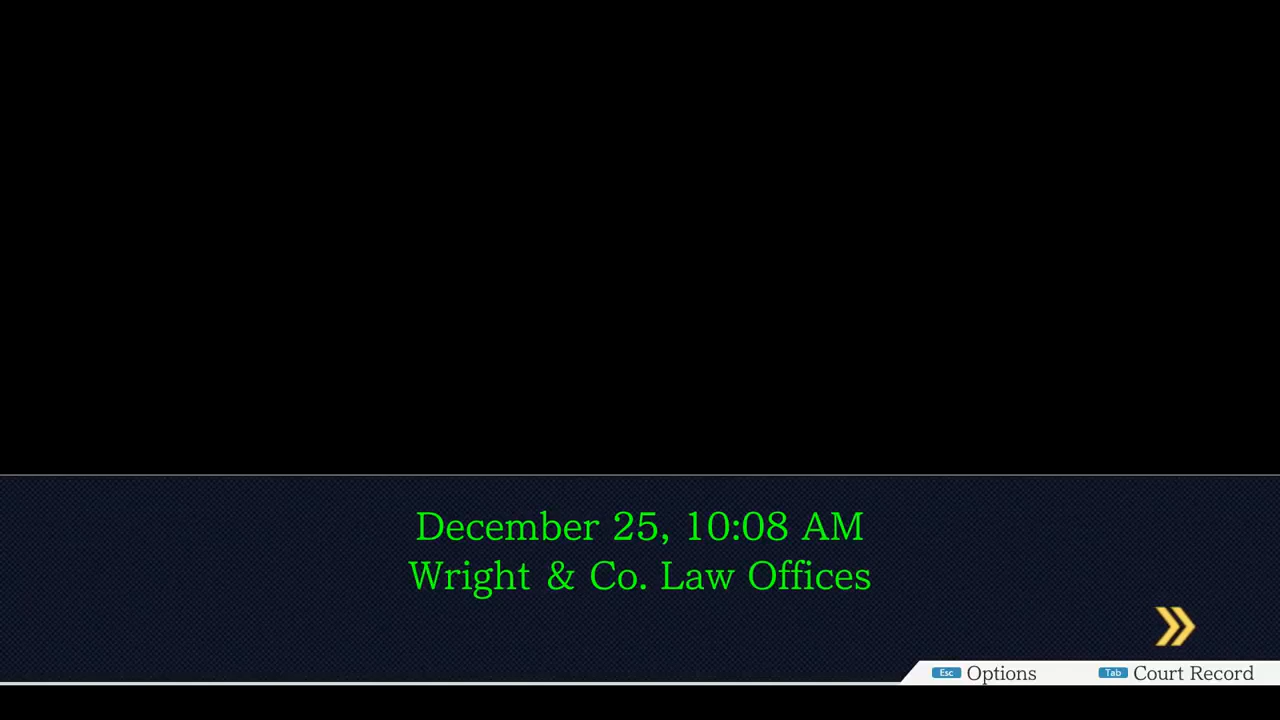 December 25, 10:08 AM
Wright & Co. Law Offices
Esc Options Tab Court Record